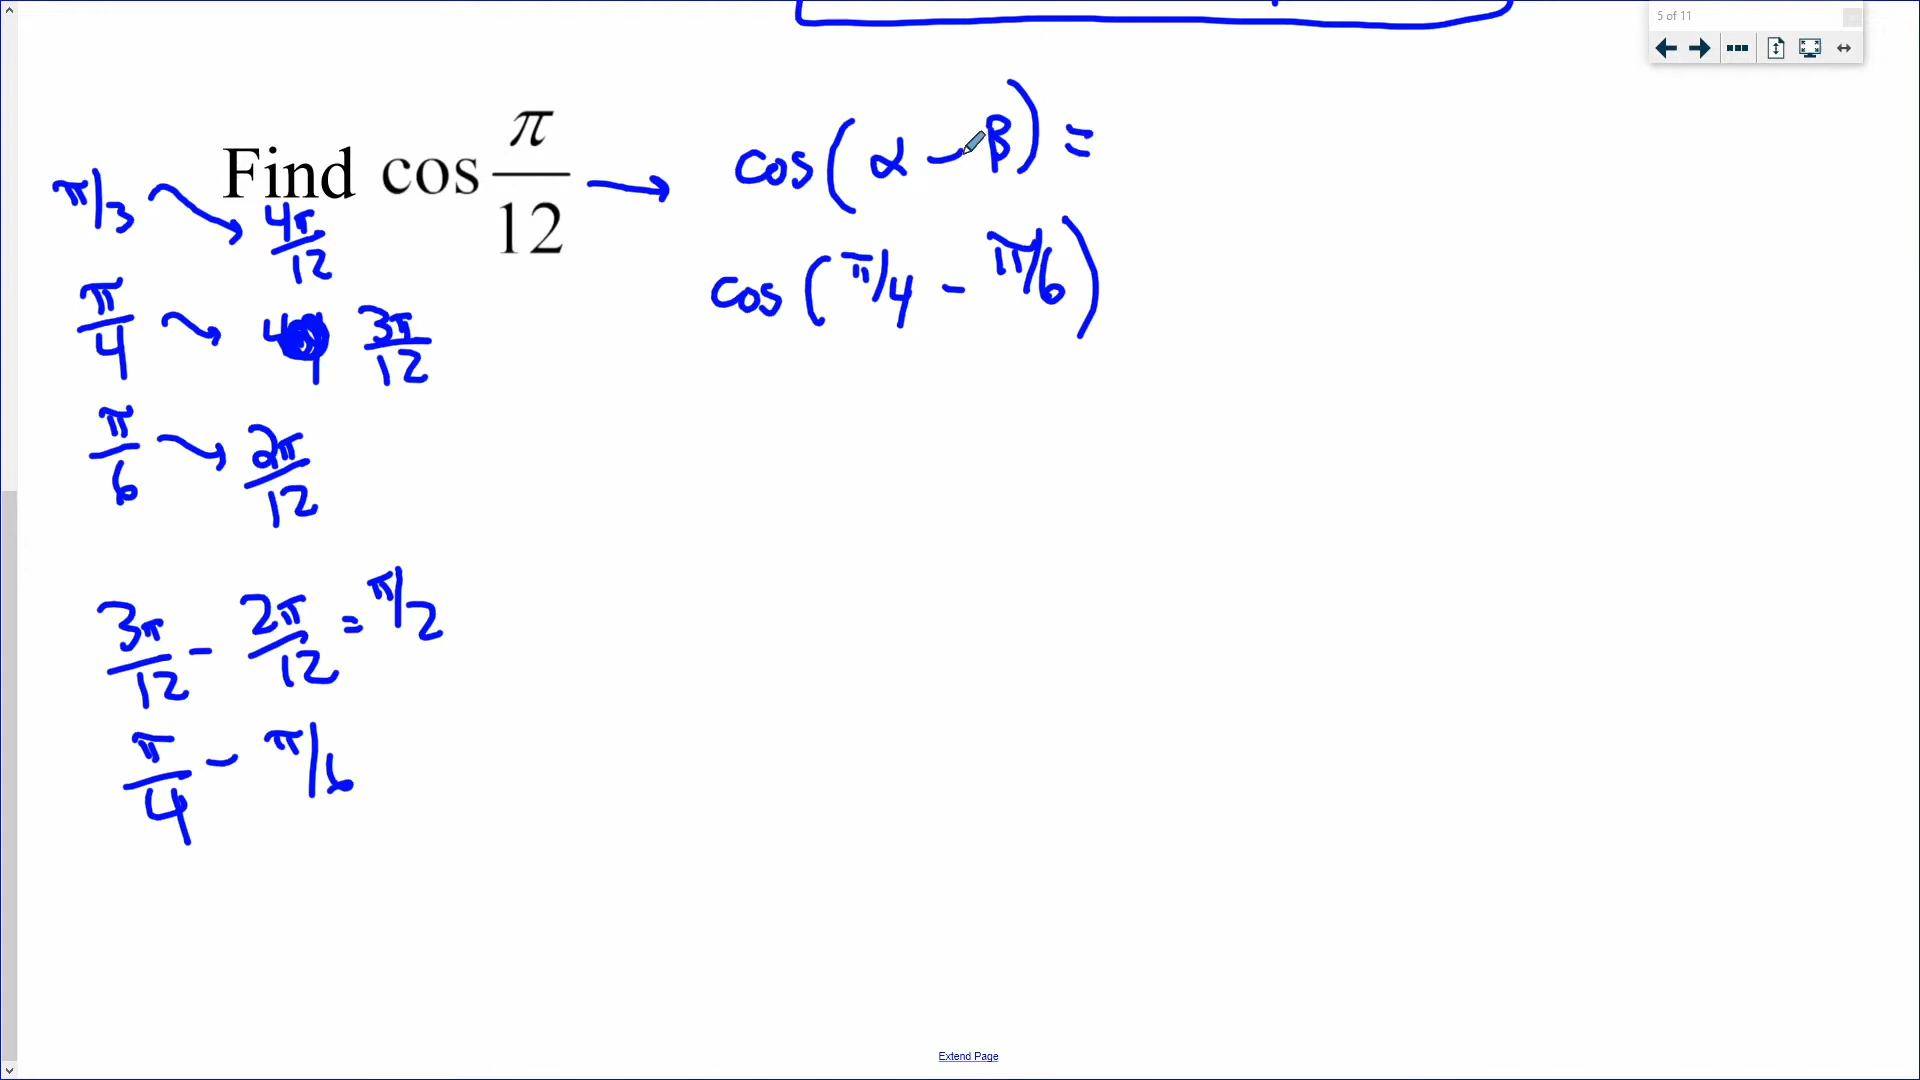 5 of 11
Find cos π/12 → cos(α - β) =
π/3 → 4π/12
cos(π/4 - π/6)
π/4 → 3π/12
π/6 → 2π/12
3π/12 - 2π/12 = π/2
π/4 - π/6
Extend Page